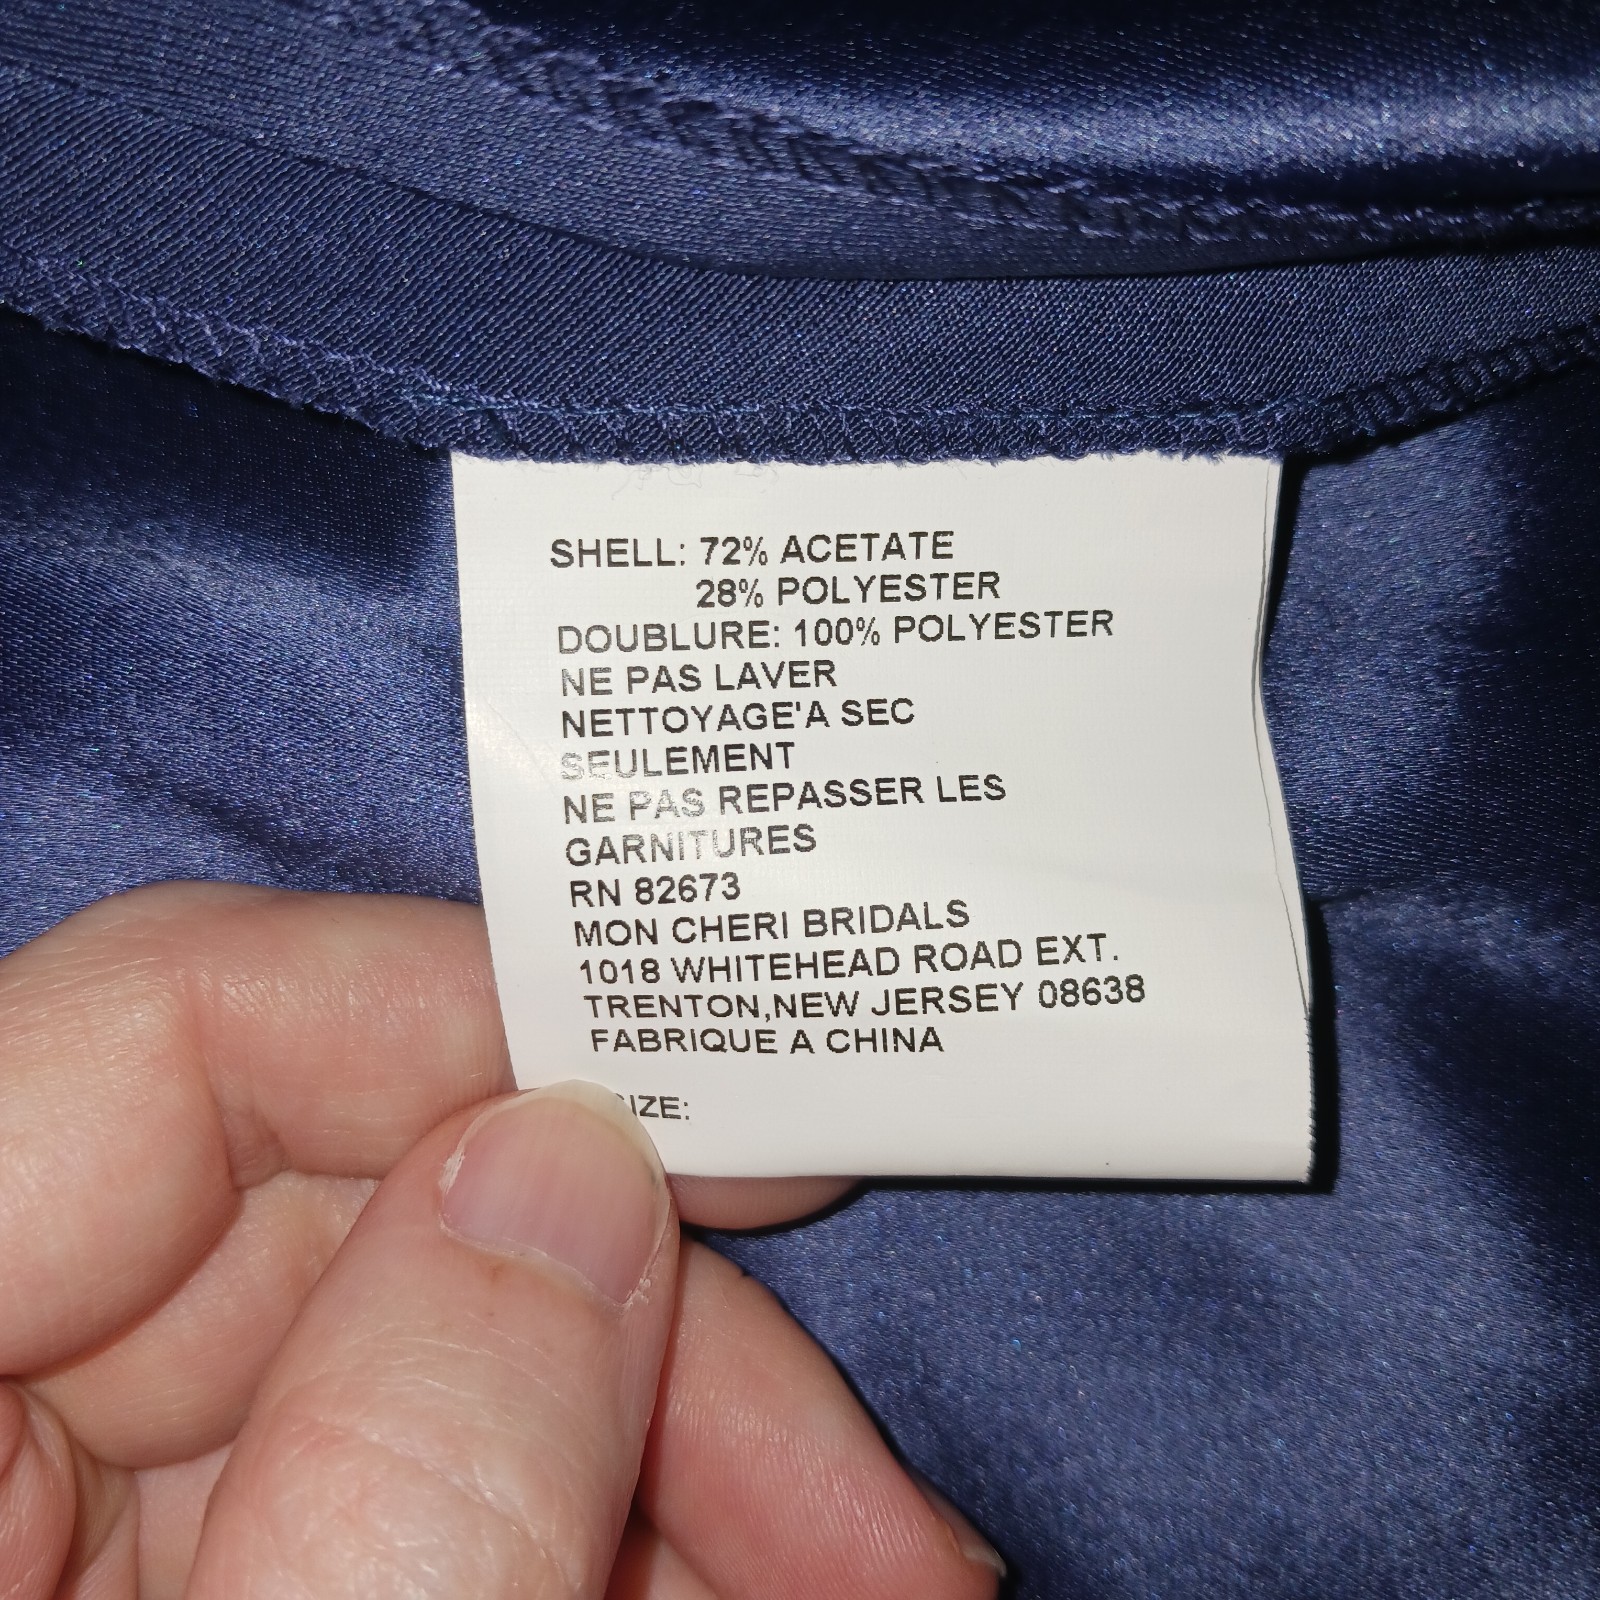 SHELL: 72% ACETATE
28% POLYESTER
DOUBLURE: 100% POLYESTER
NE PAS LAVER
NETTOYAGE'A SEC
SEULEMENT
NE PAS REPASSER LES
GARNITURES
RN 82673
MON CHERI BRIDALS
1018 WHITEHEAD ROAD EXT.
TRENTON,NEW JERSEY 08638
FABRIQUE A CHINA
SIZE: